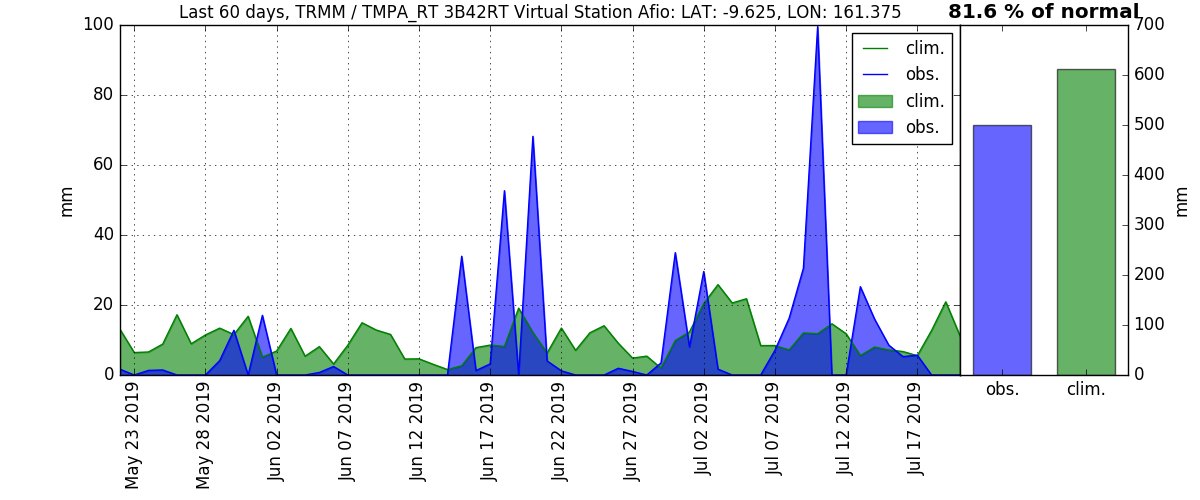 Last 60 days, TRMM / TMPA_RT 3B42RT Virtual Station Afio: LAT: -9.625, LON: 161.375
81.6 % of normal
clim.
obs.
clim.
obs.
mm
100
80
60
40
20
0
May 23 2019
May 28 2019
Jun 02 2019
Jun 07 2019
Jun 12 2019
Jun 17 2019
Jun 22 2019
Jun 27 2019
Jul 02 2019
Jul 07 2019
Jul 12 2019
Jul 17 2019
700
600
500
400
300
200
100
0
mm
obs.
clim.